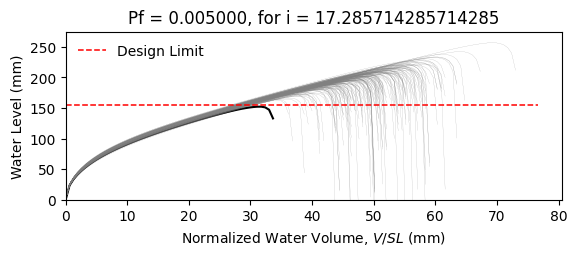 Pf = 0.005000, for i = 17.285714285714285
Water Level (mm)
250
200
150
100
50
0
Design Limit
0 10 20 30 40 50 60 70 80
Normalized Water Volume, V/SL (mm)